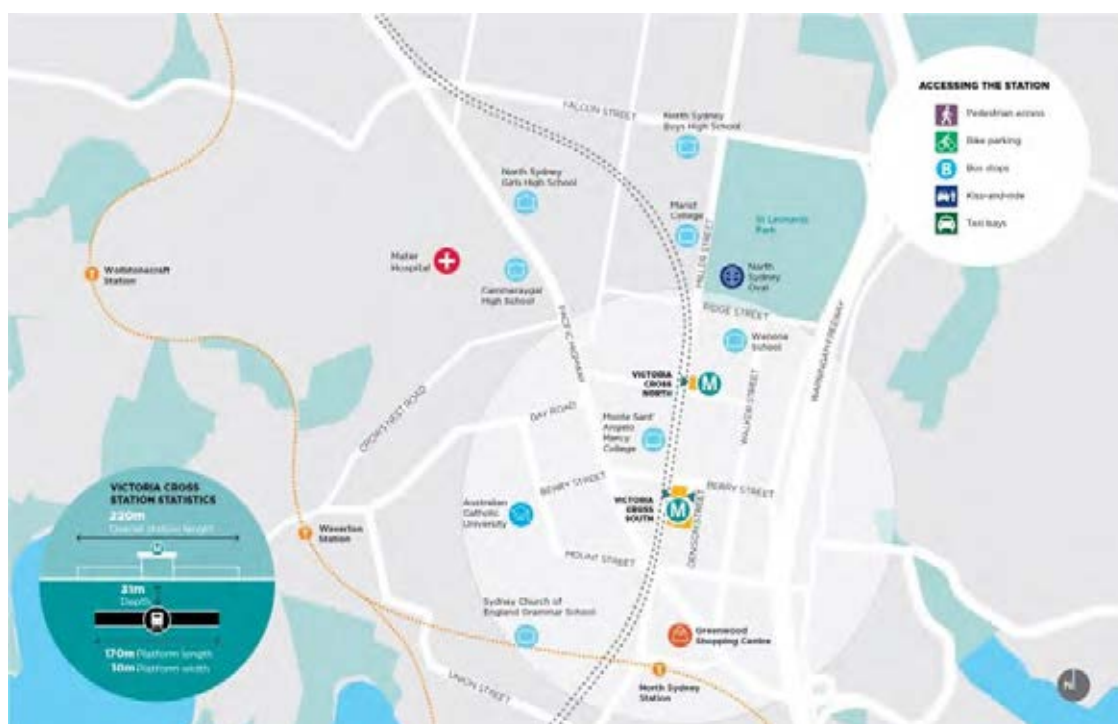 ACCESSING THE STATION
Pedestrian access
Bike parking
B
Bus stops
Kiss-and-ride
Taxi bays
FALCON STREET
North Sydney
Boys High School
North Sydney
Girls High School
Marist
College
St Leonards
Park
MILLER STREET
Mater
Hospital
Cammeraygal
High School
North
Sydney
Oval
T
Wollstonecraft
Station
PACIFIC HIGHWAY
RIDGE STREET
WARRINGAH FREEWAY
Wenona
School
VICTORIA
CROSS
NORTH
M
WALKER STREET
CROWS NEST ROAD
BAY ROAD
Monte Sant'
Angelo
Mercy
College
BERRY STREET
BERRY STREET
VICTORIA
CROSS
SOUTH
M
DENISON STREET
Australian
Catholic
University
T
Waverton
Station
MOUNT STREET
VICTORIA CROSS
STATION STATISTICS
220m
Overall station length
M
31m
Depth
170m Platform length
10m Platform width
Sydney Church of
England Grammar School
Greenwood
Shopping Centre
UNION STREET
T
North Sydney
Station
N